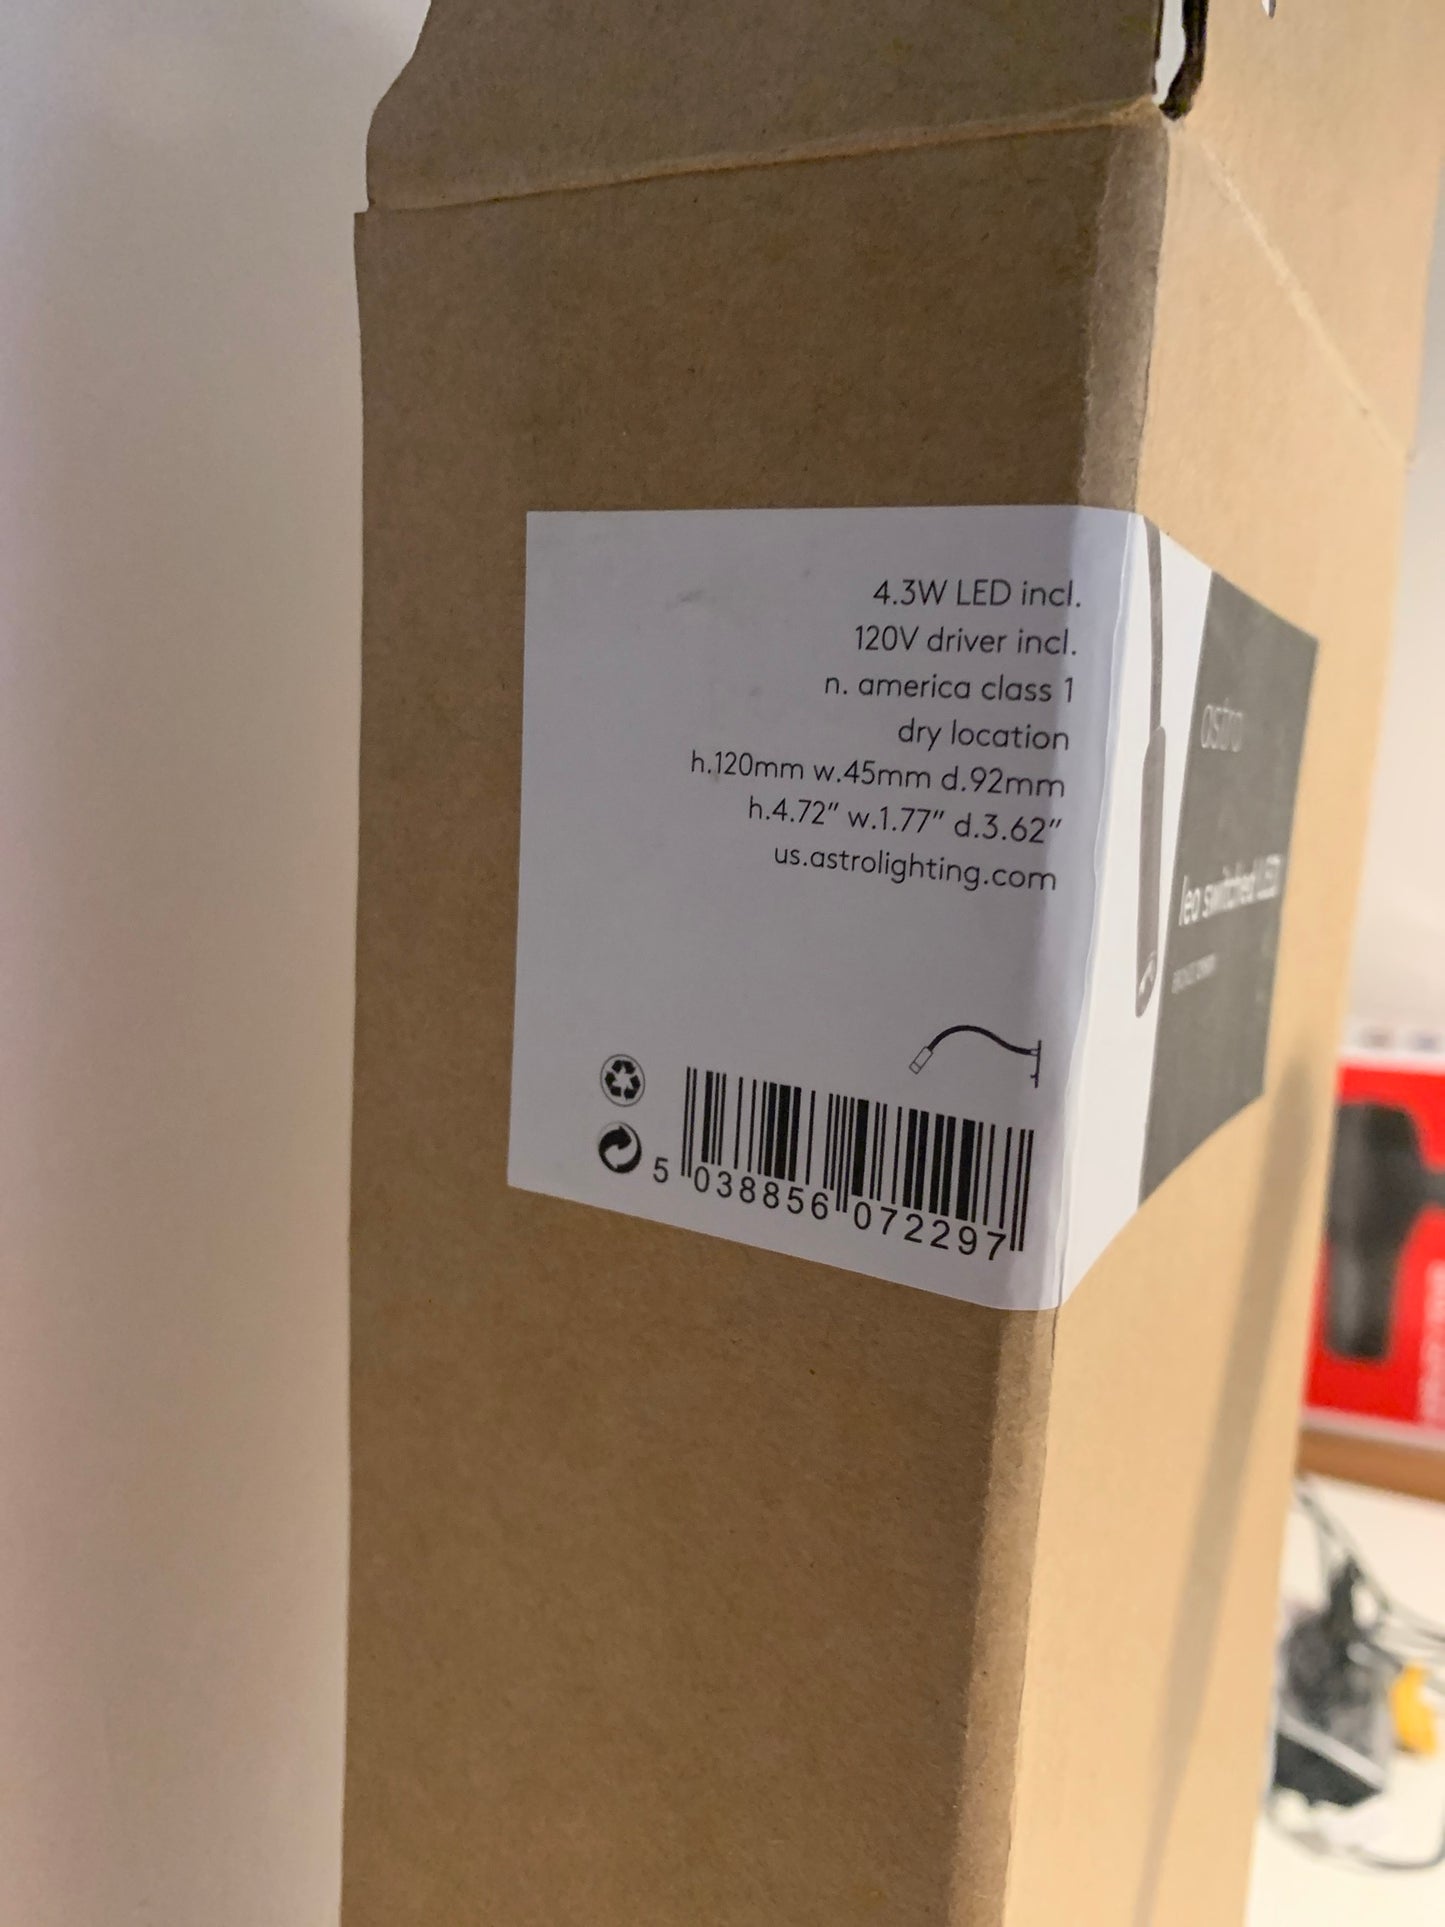 4.3W LED incl.
120V driver incl.
n. america class 1
dry location
h.120mm w.45mm d.92mm
h.4.72” w.1.77” d.3.62”
us.astrolighting.com
5 038856 072297
astro
leo switched LED